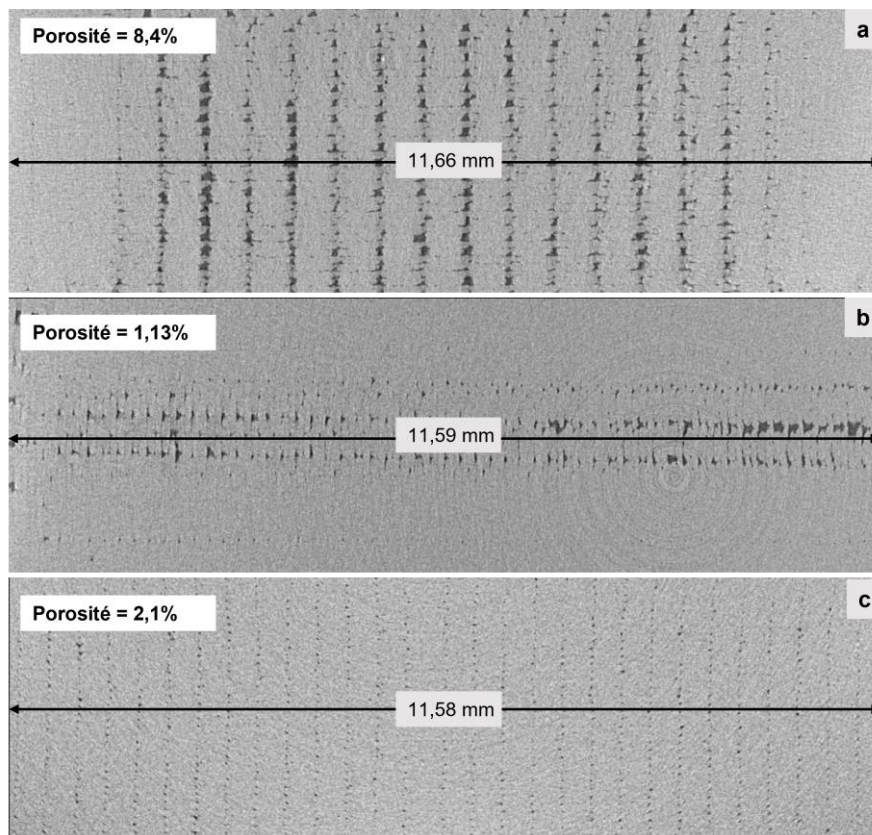 Porosité = 8,4%
a
11,66 mm
Porosité = 1,13%
b
11,59 mm
Porosité = 2,1%
c
11,58 mm